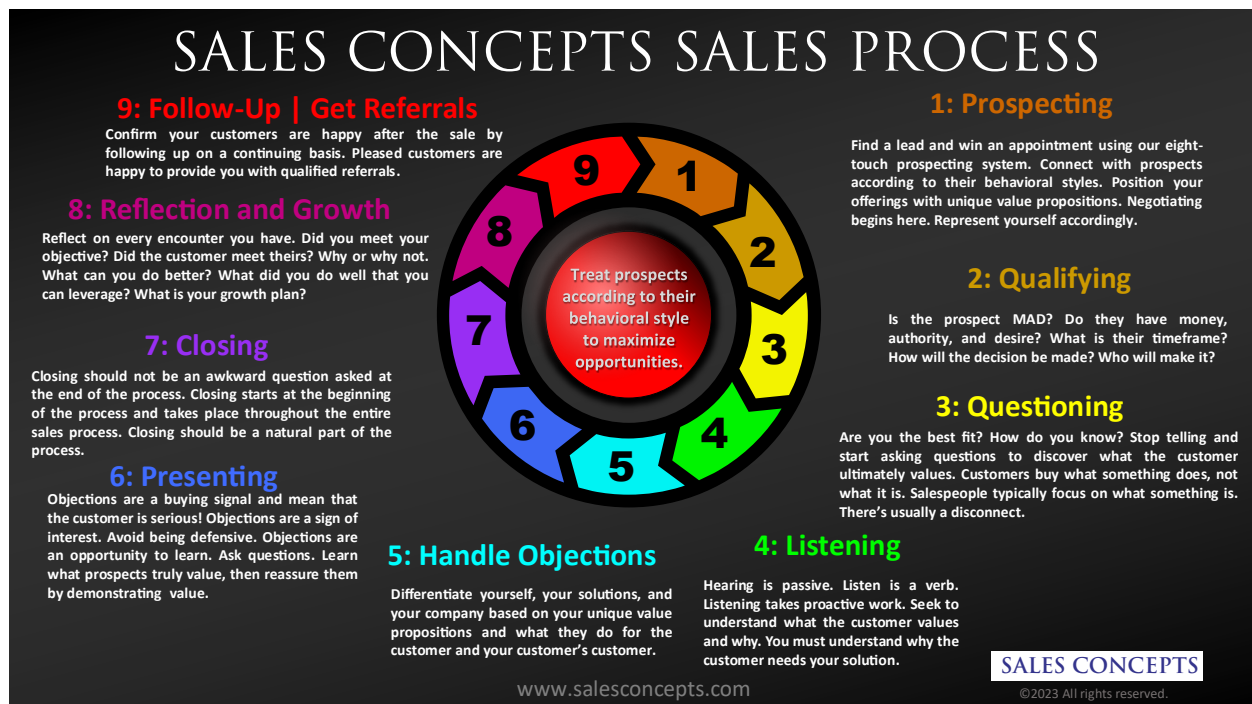 SALES CONCEPTS SALES PROCESS
1: Prospecting
Find a lead and win an appointment using our eight-
touch prospecting system. Connect with prospects
according to their behavioral styles. Position your
offerings with unique value propositions. Negotiating
begins here. Represent yourself accordingly.
2: Qualifying
Is the prospect MAD? Do they have money,
authority, and desire? What is their timeframe?
How will the decision be made? Who will make it?
3: Questioning
Are you the best fit? How do you know? Stop telling and
start asking questions to discover what the customer
ultimately values. Customers buy what something does, not
what it is. Salespeople typically focus on what something is.
There's usually a disconnect.
4: Listening
Hearing is passive. Listen is a verb.
Listening takes proactive work. Seek to
understand what the customer values
and why. You must understand why the
customer needs your solution.
5: Handle Objections
Differentiate yourself, your solutions, and
your company based on your unique value
propositions and what they do for the
customer and your customer's customer.
6: Presenting
Objections are a buying signal and mean that
the customer is serious! Objections are a sign of
interest. Avoid being defensive. Objections are
an opportunity to learn. Ask questions. Learn
what prospects truly value, then reassure them
by demonstrating value.
7: Closing
Closing should not be an awkward question asked at
the end of the process. Closing starts at the beginning
of the process and takes place throughout the entire
sales process. Closing should be a natural part of the
process.
8: Reflection and Growth
Reflect on every encounter you have. Did you meet your
objective? Did the customer meet theirs? Why or why not.
What can you do better? What did you do well that you
can leverage? What is your growth plan?
9: Follow-Up | Get Referrals
Confirm your customers are happy after the sale by
following up on a continuing basis. Pleased customers are
happy to provide you with qualified referrals.
1
2
3
4
5
6
7
8
9
Treat prospects
according to their
behavioral style
to maximize
opportunities.
www.salesconcepts.com
SALES CONCEPTS
©2023 All rights reserved.